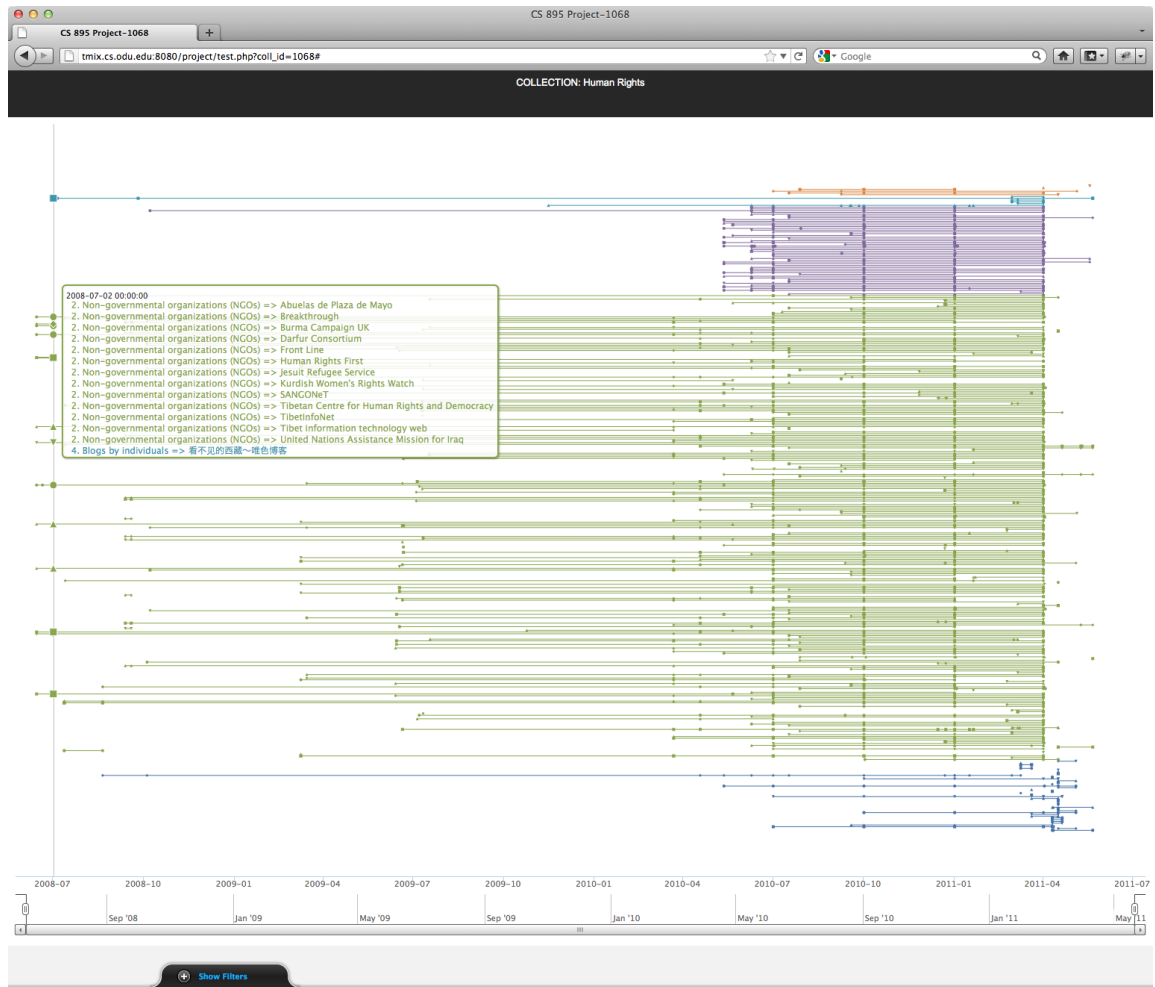 CS 895 Project-1068
CS 895 Project-1068
tmix.cs.odu.edu:8080/project/test.php?coll_id=1068#
Google
COLLECTION: Human Rights
2008-07-02 00:00:00
2. Non-governmental organizations (NGOs) => Abuelas de Plaza de Mayo
2. Non-governmental organizations (NGOs) => Breakthrough
2. Non-governmental organizations (NGOs) => Burma Campaign UK
2. Non-governmental organizations (NGOs) => Darfur Consortium
2. Non-governmental organizations (NGOs) => Front Line
2. Non-governmental organizations (NGOs) => Human Rights First
2. Non-governmental organizations (NGOs) => Jesuit Refugee Service
2. Non-governmental organizations (NGOs) => Kurdish Women's Rights Watch
2. Non-governmental organizations (NGOs) => SANGONeT
2. Non-governmental organizations (NGOs) => Tibetan Centre for Human Rights and Democracy
2. Non-governmental organizations (NGOs) => TibetInfoNet
2. Non-governmental organizations (NGOs) => Tibet information technology web
2. Non-governmental organizations (NGOs) => United Nations Assistance Mission for Iraq
4. Blogs by individuals => 看不见的西藏～唯色博客
2008-07 2008-10 2009-01 2009-04 2009-07 2009-10 2010-01 2010-04 2010-07 2010-10 2011-01 2011-04 2011-07
Sep '08 Jan '09 May '09 Sep '09 Jan '10 May '10 Sep '10 Jan '11 May '11
Show Filters